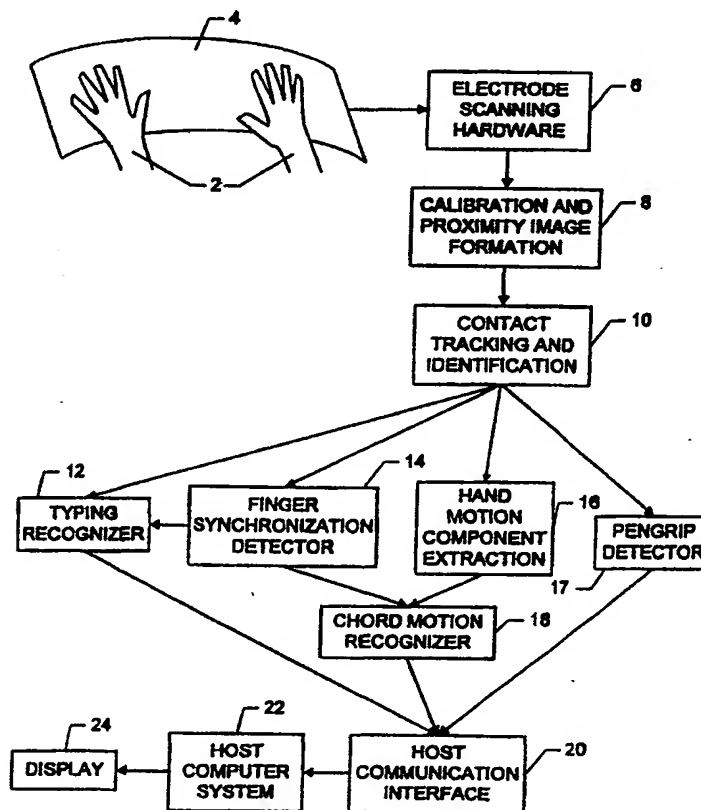 4
2
ELECTRODE
SCANNING
HARDWARE
6
CALIBRATION AND
PROXIMITY IMAGE
FORMATION
8
CONTACT
TRACKING AND
IDENTIFICATION
10
12
TYPING
RECOGNIZER
14
FINGER
SYNCHRONIZATION
DETECTOR
HAND
MOTION
COMPONENT
EXTRACTION
16
PENGRIP
DETECTOR
17
CHORD MOTION
RECOGNIZER
18
24
DISPLAY
22
HOST
COMPUTER
SYSTEM
HOST
COMMUNICATION
INTERFACE
20